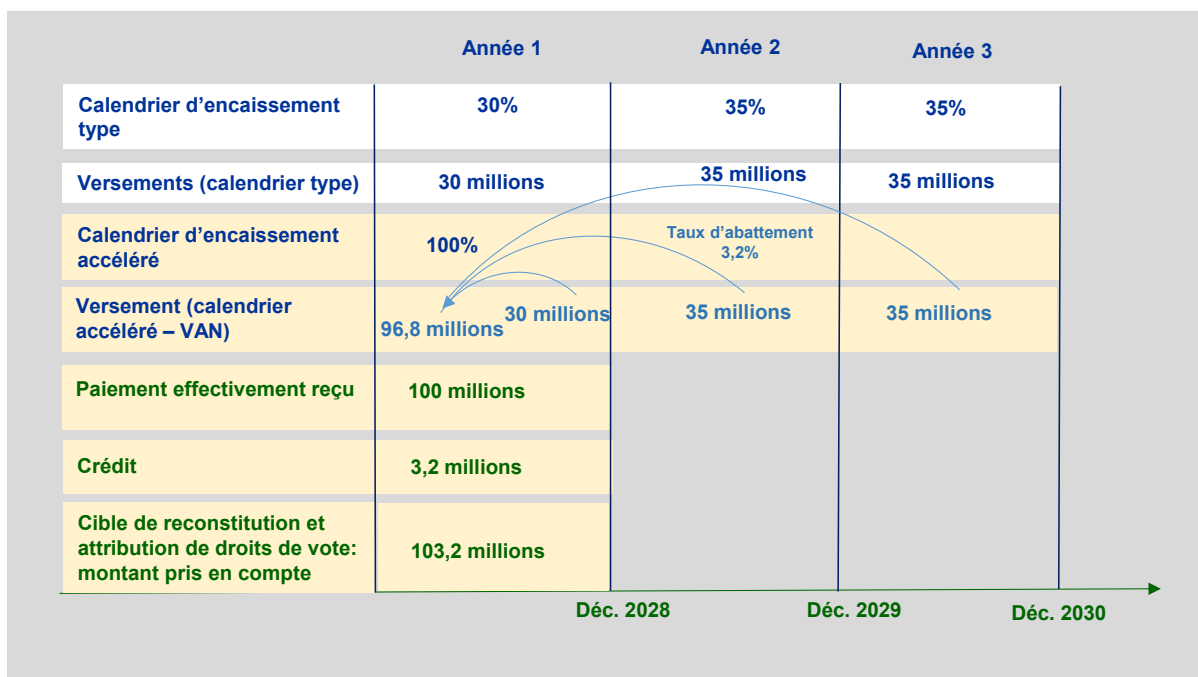 Année 1
Année 2
Année 3
Calendrier d’encaissement
type
30%
35%
35%
Versements (calendrier type)
30 millions
35 millions
35 millions
Calendrier d’encaissement
accéléré
100%
Taux d’abattement
3,2%
Versement (calendrier
accéléré – VAN)
96,8 millions
30 millions
35 millions
35 millions
Paiement effectivement reçu
100 millions
Crédit
3,2 millions
Cible de reconstitution et
attribution de droits de vote:
montant pris en compte
103,2 millions
Déc. 2028
Déc. 2029
Déc. 2030